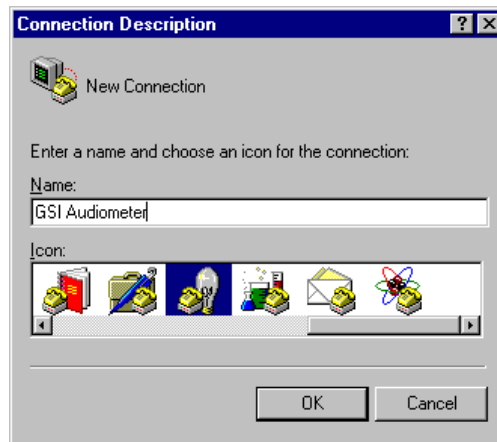 Connection Description
New Connection
Enter a name and choose an icon for the connection:
Name:
GSI Audiometer
Icon:
OK
Cancel